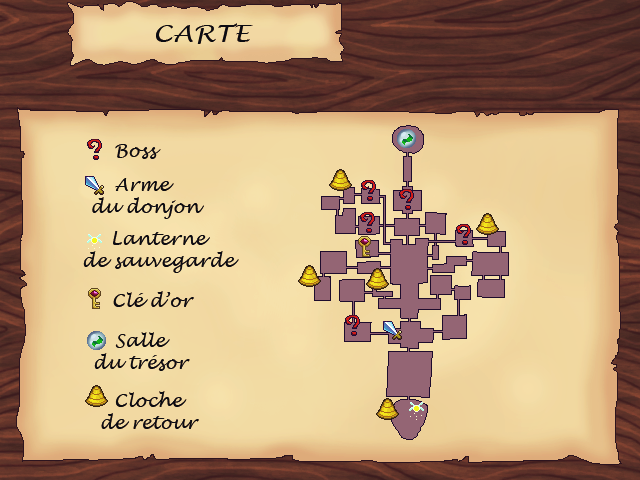 CARTE
? Boss
Arme
du donjon
Lanterne
de sauvegarde
Clé d'or
Salle
du trésor
Cloche
de retour